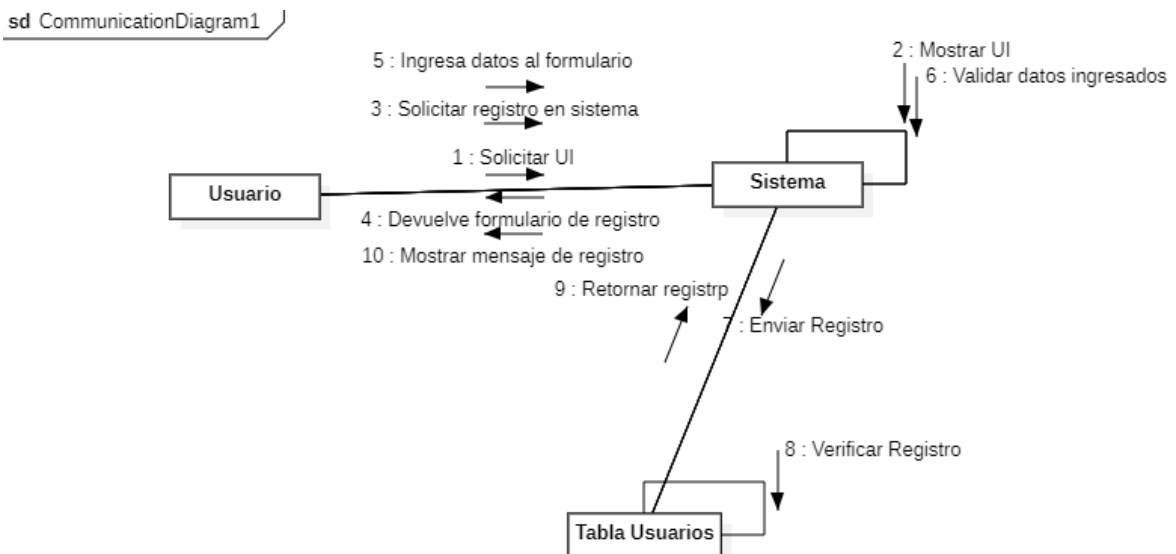 sd CommunicationDiagram1
2 : Mostrar UI
5 : Ingresa datos al formulario
6 : Validar datos ingresados
3 : Solicitar registro en sistema
1 : Solicitar UI
Usuario
Sistema
4 : Devuelve formulario de registro
10 : Mostrar mensaje de registro
9 : Retornar registrp
7 : Enviar Registro
8 : Verificar Registro
Tabla Usuarios